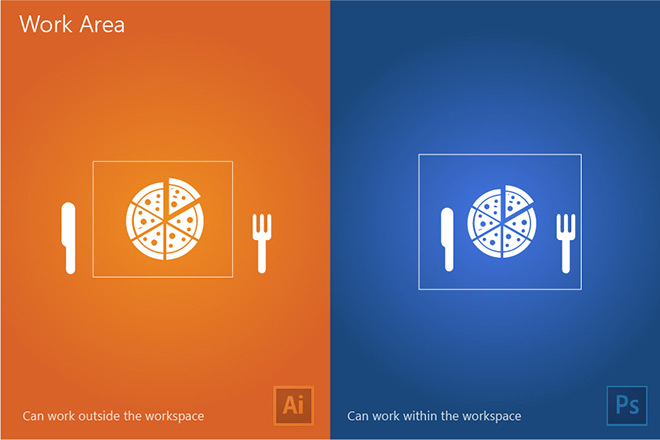 Work Area
Can work outside the workspace
Ai
Can work within the workspace
Ps